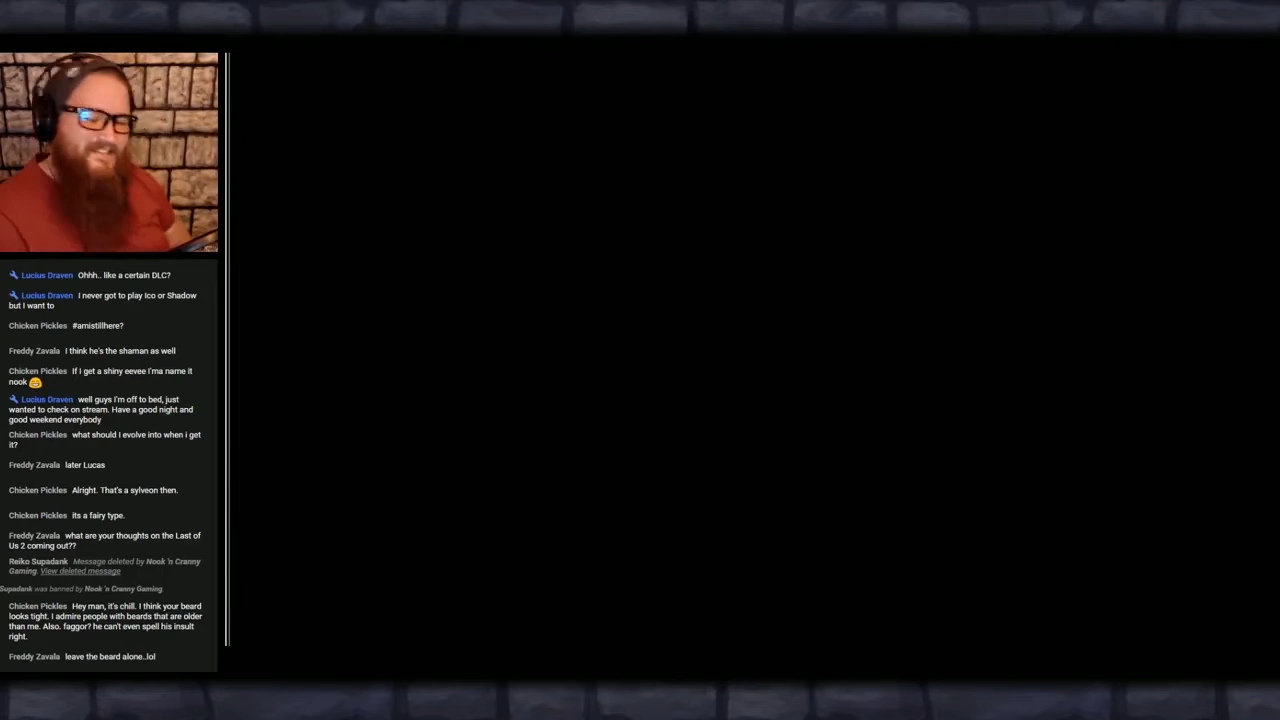 Lucius Draven Ohhh.. like a certain DLC?
Lucius Draven I never got to play Ico or Shadow
but I want to
Chicken Pickles #amistillhere?
Freddy Zavala I think he's the shaman as well
Chicken Pickles If I get a shiny eevee I'ma name it
nook
Lucius Draven well guys I'm off to bed, just
wanted to check on stream. Have a good night and
good weekend everybody
Chicken Pickles what should I evolve into when i get
it?
Freddy Zavala later Lucas
Chicken Pickles Alright. That's a sylveon then.
Chicken Pickles its a fairy type.
Freddy Zavala what are your thoughts on the Last of
Us 2 coming out??
Reiko Supadank Message deleted by Nook 'n Cranny
Gaming. View deleted message
Supadank was banned by Nook 'n Cranny Gaming.
Chicken Pickles Hey man, it's chill. I think your beard
looks tight. I admire people with beards that are older
than me. Also. faggor? he can't even spell his insult
right.
Freddy Zavala leave the beard alone..lol